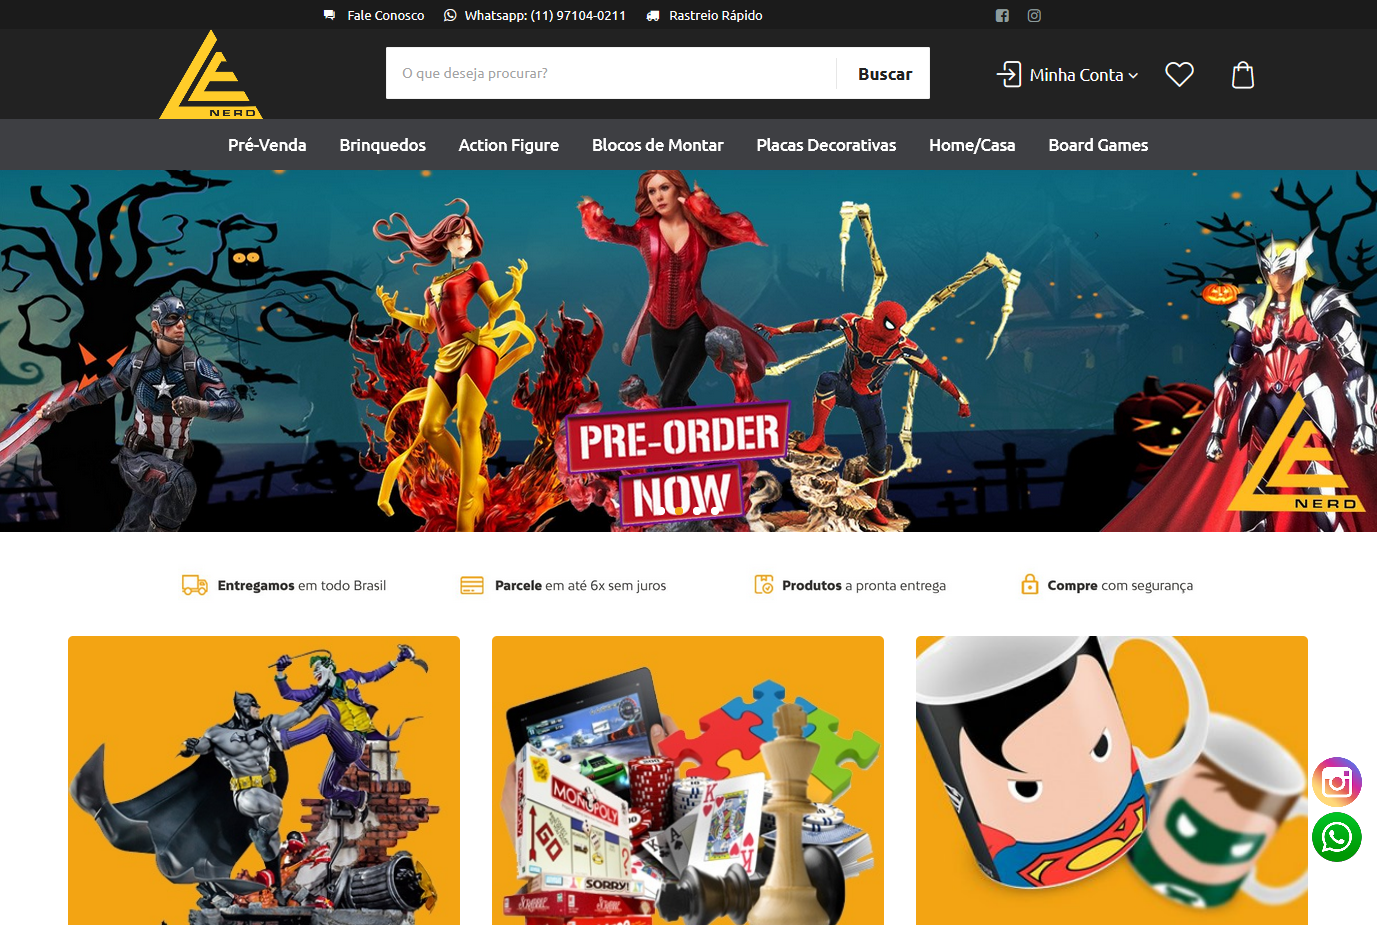 Fale Conosco
Whatsapp: (11) 97104-0211
Rastreio Rápido
NERD
O que deseja procurar?
Buscar
Minha Conta
Pré-Venda
Brinquedos
Action Figure
Blocos de Montar
Placas Decorativas
Home/Casa
Board Games
PRE-ORDER
NOW
NERD
Entregamos em todo Brasil
Parcele em até 6x sem juros
Produtos a pronta entrega
Compre com segurança
MONOPOLY
GO
SORRY!
K
A
K